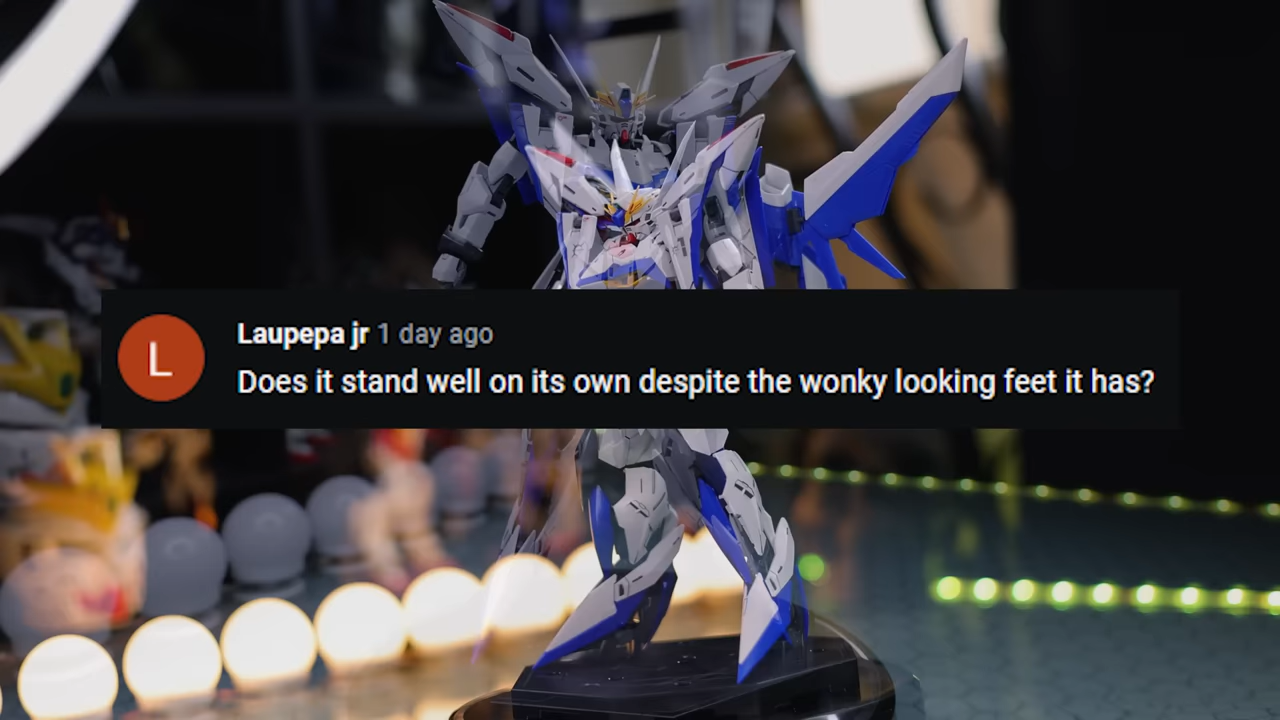 L
Laupepa jr 1 day ago
Does it stand well on its own despite the wonky looking feet it has?